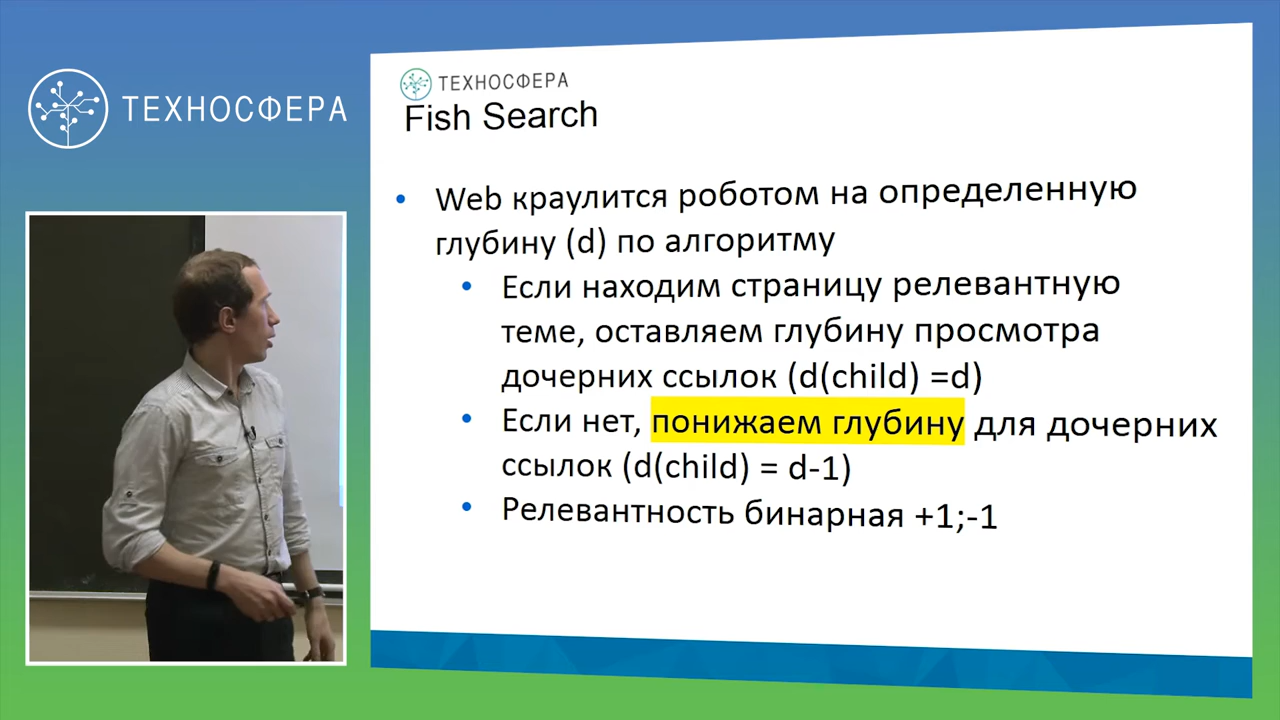 ТЕХНОСФЕРА
ТЕХНОСФЕРА
Fish Search
Web краулится роботом на определенную
глубину (d) по алгоритму
Если находим страницу релевантную
теме, оставляем глубину просмотра
дочерних ссылок (d(child) =d)
Если нет, понижаем глубину для дочерних
ссылок (d(child) = d-1)
Релевантность бинарная +1;-1